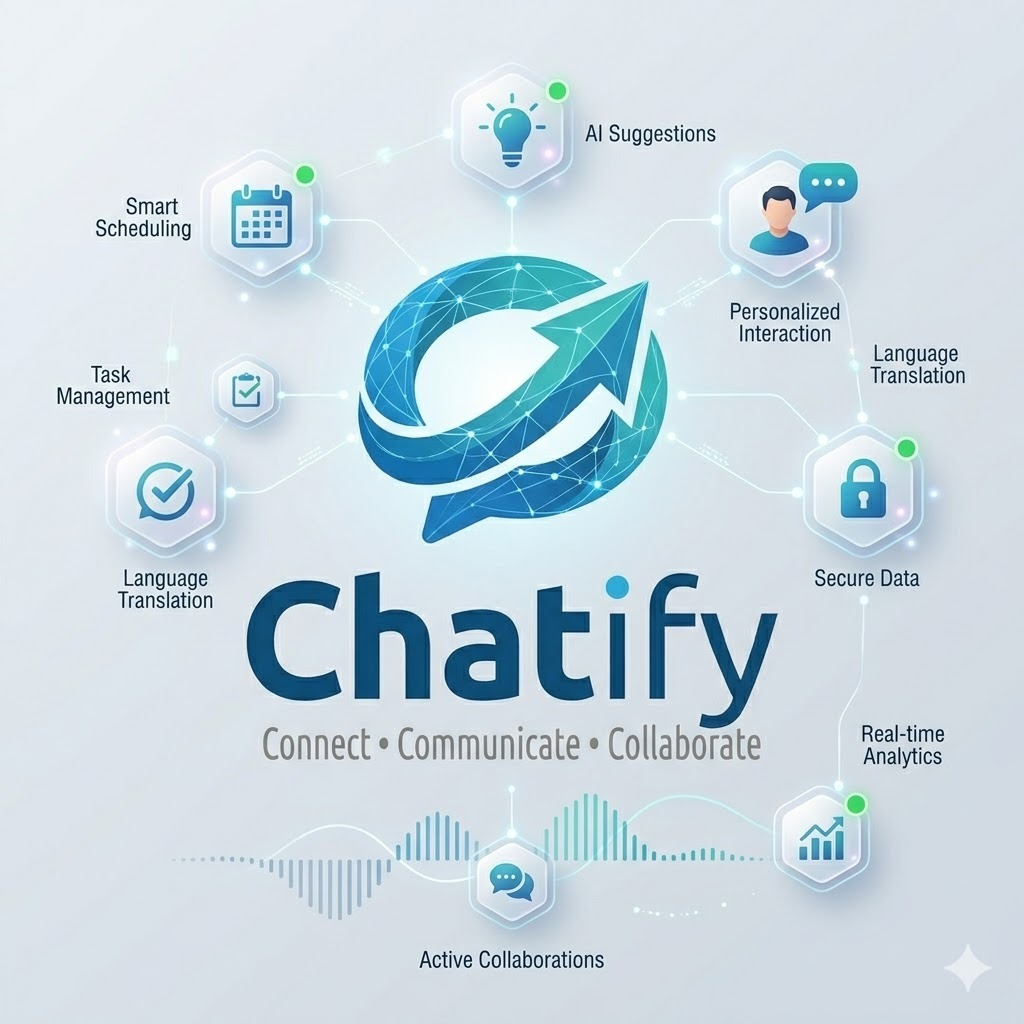 AI Suggestions
Smart
Scheduling
Personalized
Interaction
Language
Translation
Task
Management
Language
Translation
Secure Data
Chatify
Connect • Communicate • Collaborate
Real-time
Analytics
Active Collaborations